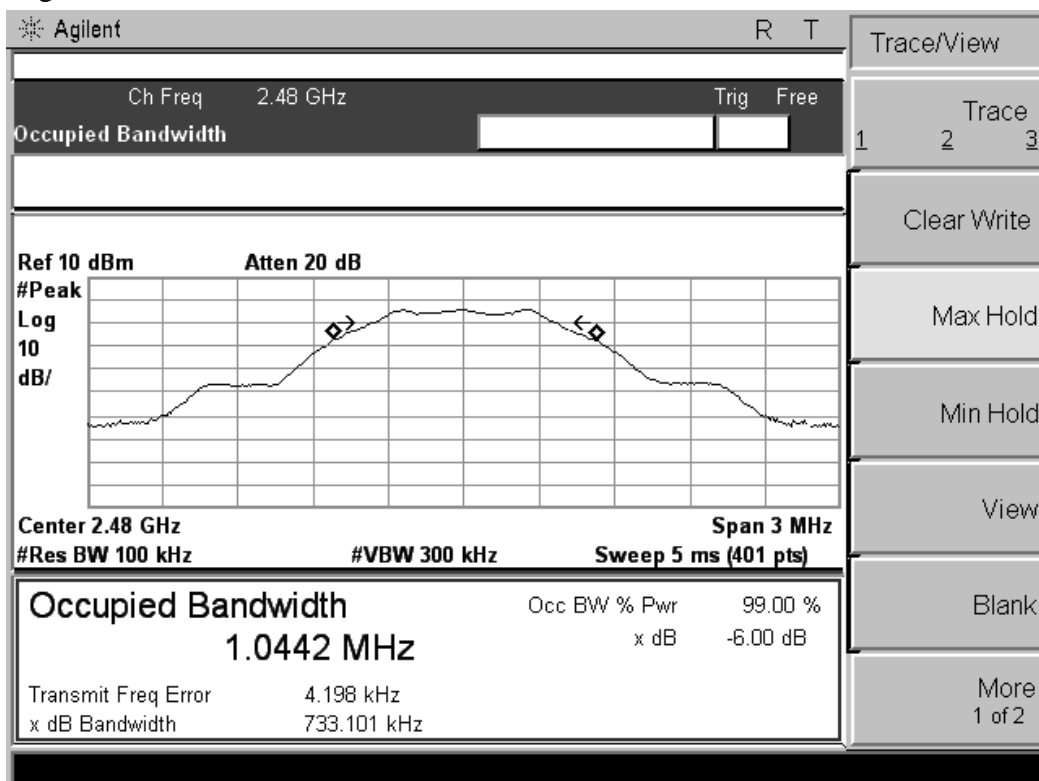 Agilent R T
Ch Freq 2.48 GHz Trig Free
Occupied Bandwidth
Ref 10 dBm Atten 20 dB
#Peak
Log
10
dB/
Center 2.48 GHz Span 3 MHz
#Res BW 100 kHz #VBW 300 kHz Sweep 5 ms (401 pts)
Occupied Bandwidth
1.0442 MHz
Occ BW % Pwr 99.00 %
x dB -6.00 dB
Transmit Freq Error 4.198 kHz
x dB Bandwidth 733.101 kHz
Trace/View
Trace
1 2 3
Clear Write
Max Hold
Min Hold
View
Blank
More
1 of 2